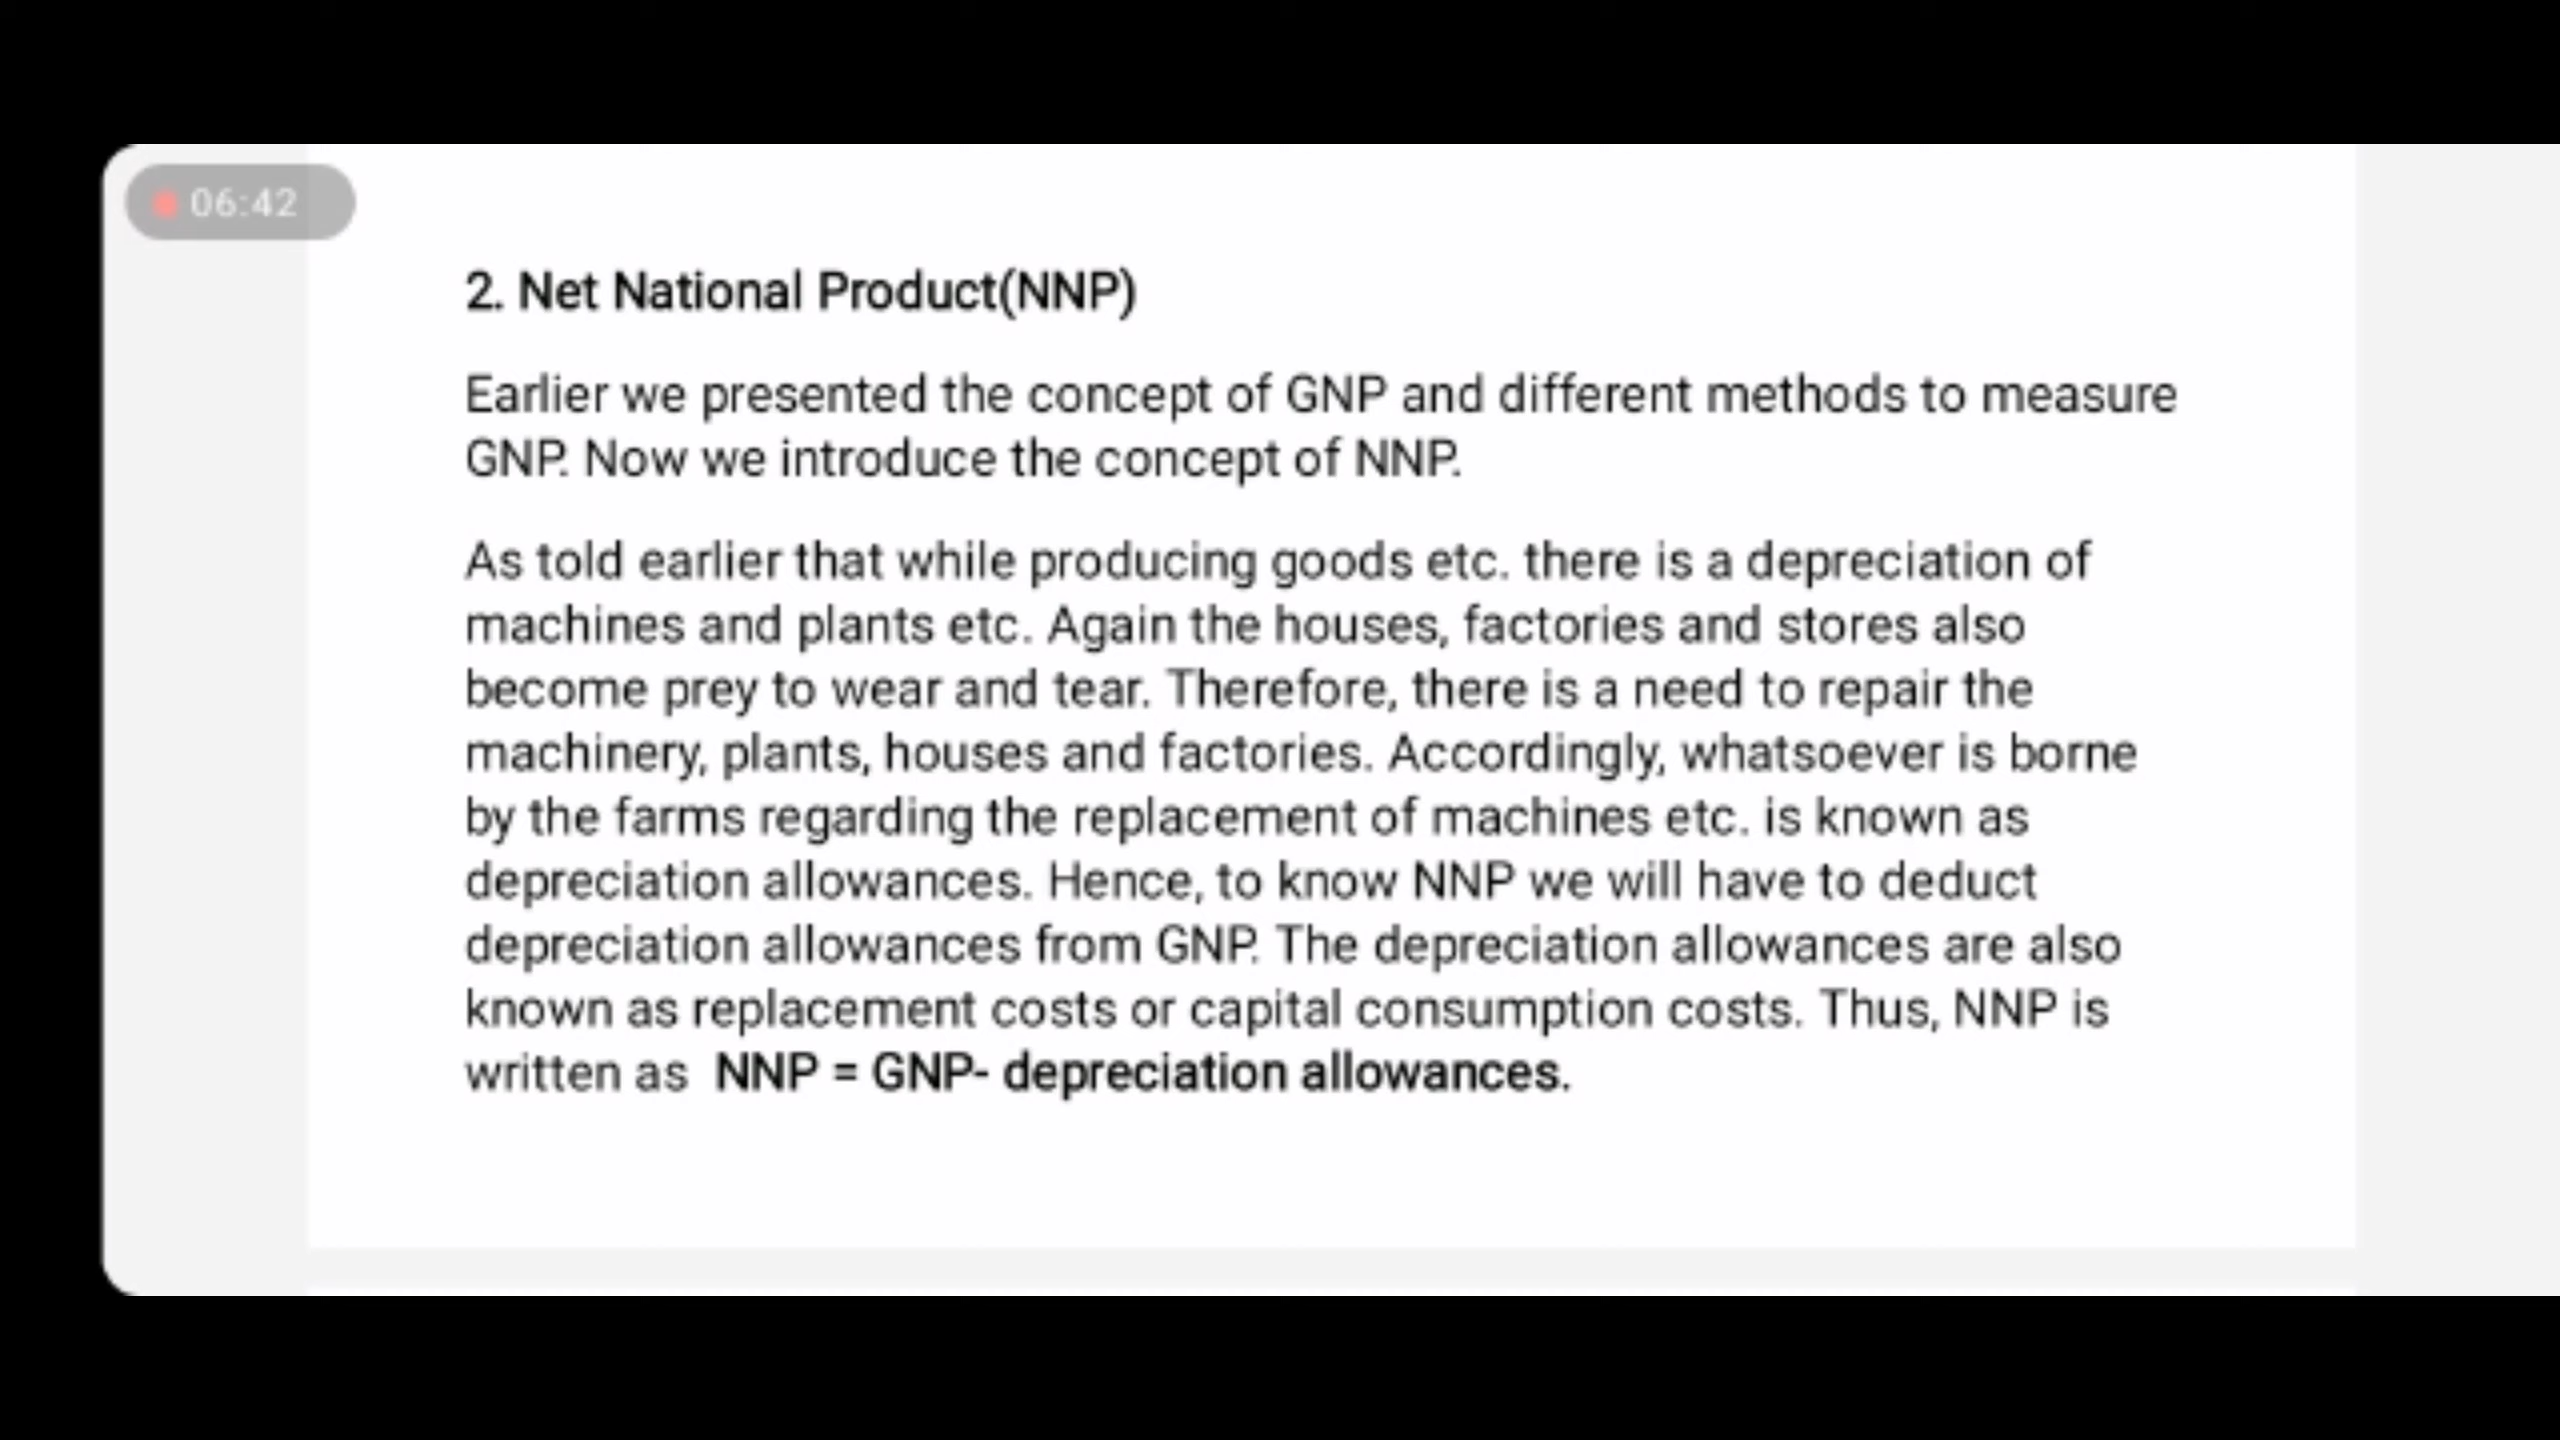 06:42
2. Net National Product(NNP)
Earlier we presented the concept of GNP and different methods to measure
GNP. Now we introduce the concept of NNP.
As told earlier that while producing goods etc. there is a depreciation of
machines and plants etc. Again the houses, factories and stores also
become prey to wear and tear. Therefore, there is a need to repair the
machinery, plants, houses and factories. Accordingly, whatsoever is borne
by the farms regarding the replacement of machines etc. is known as
depreciation allowances. Hence, to know NNP we will have to deduct
depreciation allowances from GNP. The depreciation allowances are also
known as replacement costs or capital consumption costs. Thus, NNP is
written as  NNP = GNP- depreciation allowances.